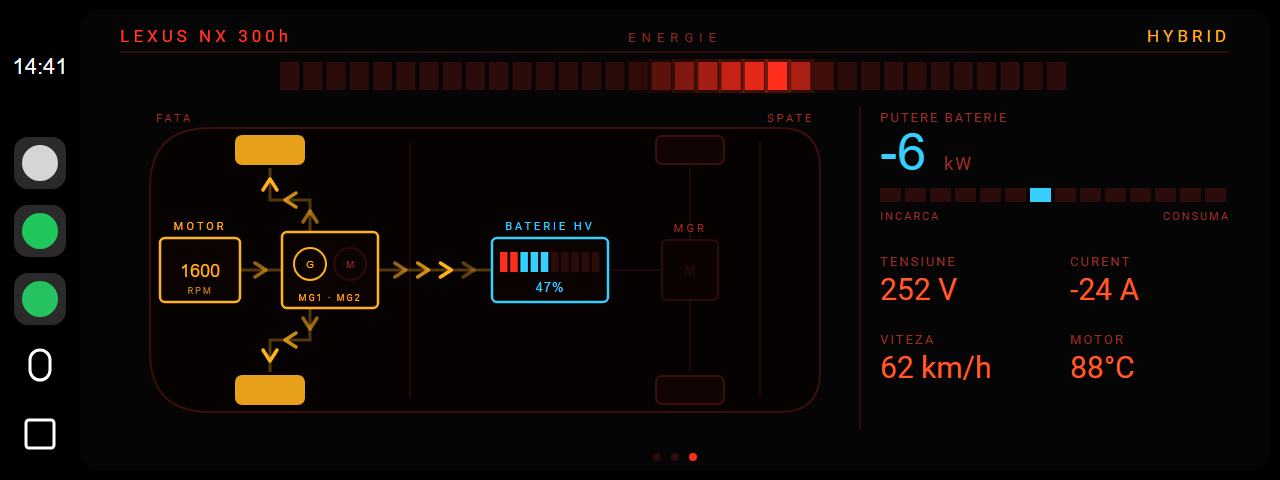 14:41
LEXUS NX 300h
ENERGIE
HYBRID
FATA
SPATE
MOTOR
1600
RPM
G
M
MG1 · MG2
BATERIE HV
47%
MGR
M
PUTERE BATERIE
-6 kW
INCARCA
CONSUMA
TENSIUNE
252 V
CURENT
-24 A
VITEZA
62 km/h
MOTOR
88°C